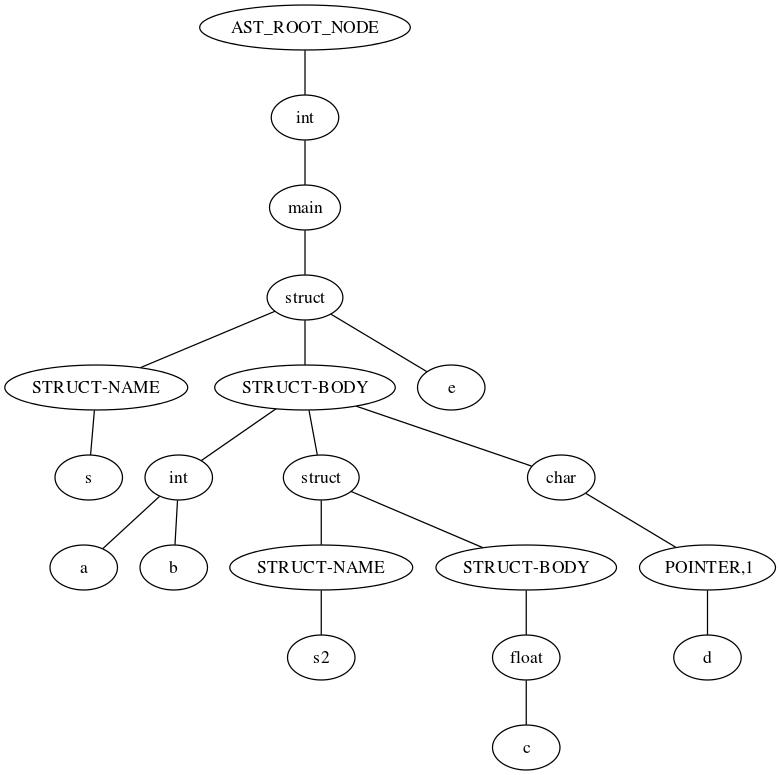 AST_ROOT_NODE
int
main
struct
STRUCT-NAME
STRUCT-BODY
e
s
int
struct
char
a
b
STRUCT-NAME
STRUCT-BODY
POINTER,1
s2
float
d
c